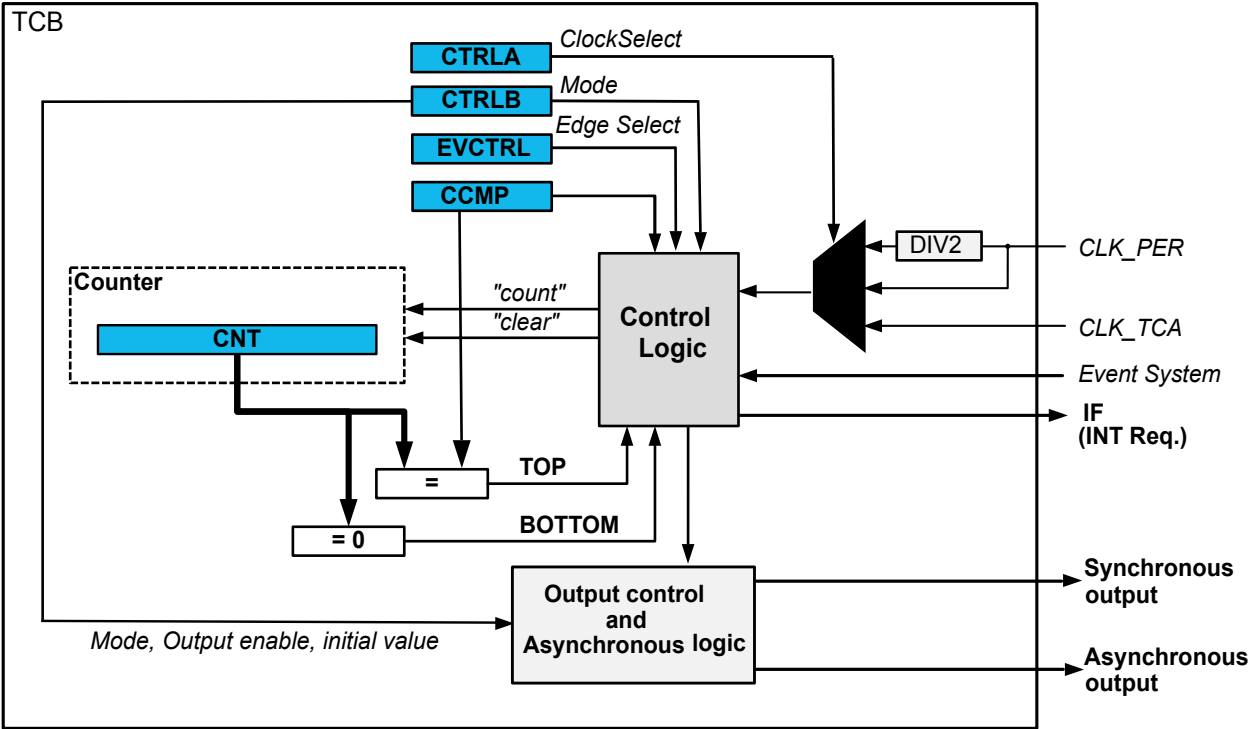 TCB
CTRLA
ClockSelect
CTRLB
Mode
EVCTRL
Edge Select
CCMP
DIV2
CLK_PER
Counter
"count"
"clear"
CNT
Control
Logic
CLK_TCA
Event System
IF
(INT Req.)
=
TOP
= 0
BOTTOM
Output control
and
Asynchronous logic
Synchronous
output
Mode, Output enable, initial value
Asynchronous
output